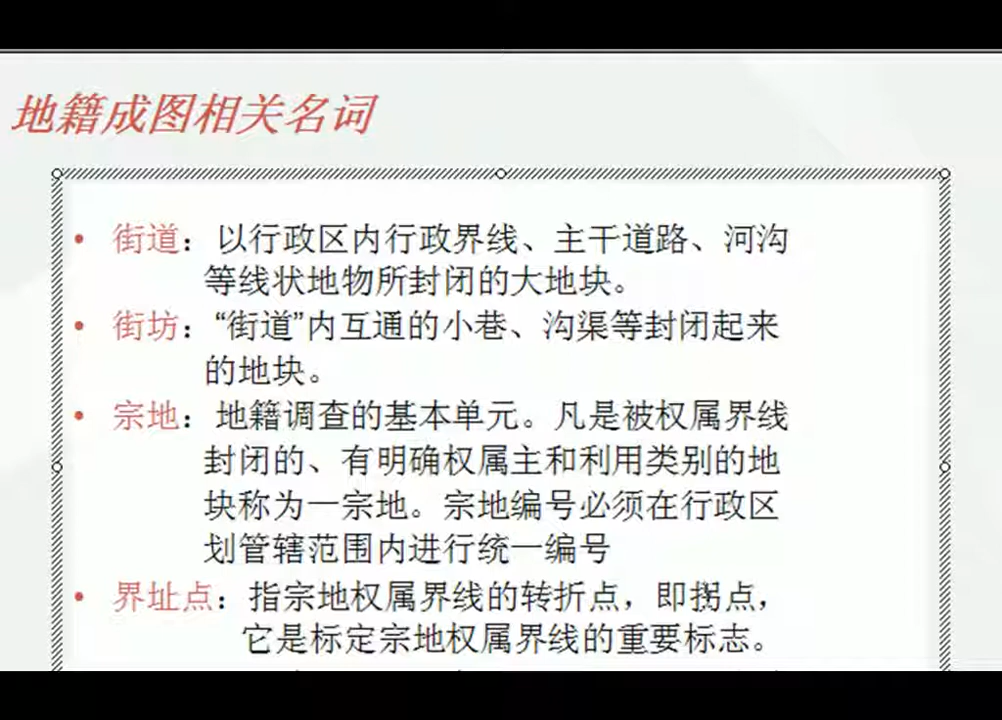 地籍成图相关名词
• 街道：以行政区内行政界线、主干道路、河沟
等线状地物所封闭的大地块。
• 街坊：“街道”内互通的小巷、沟渠等封闭起来
的地块。
• 宗地：地籍调查的基本单元。凡是被权属界线
封闭的、有明确权属主和利用类别的地
块称为一宗地。宗地编号必须在行政区
划管辖范围内进行统一编号
• 界址点：指宗地权属界线的转折点，即拐点，
它是标定宗地权属界线的重要标志。